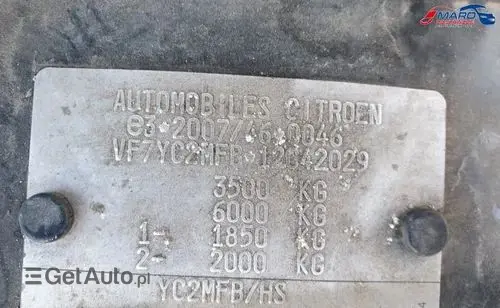 MARO
AUTOMOBILES CITROEN
e3*2007/46*0046
VF7YC2MFB 12D42029
3500 KG
6000 KG
1- 1850 KG
2- 2000 KG
YC2MFB/HS
GetAuto.pl